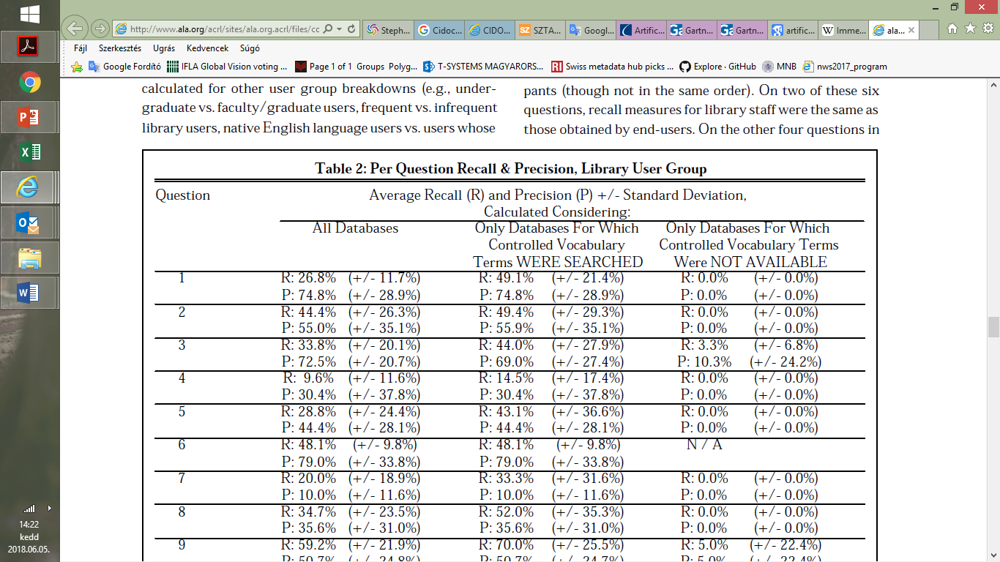 http://www.ala.org/acrl/sites/ala.org.acrl/files/cc
Steph...
Cidoc...
CIDO...
SZTA...
Googl...
Artific...
Gartn...
Gartn...
artific...
Imme...
ala...
Fájl Szerkesztés Ugrás Kedvencek Súgó
Google Fordító
IFLA Global Vision voting ...
Page 1 of 1 Groups Polyg...
T-SYSTEMS MAGYARORS...
Swiss metadata hub picks ...
Explore · GitHub
MNB
nws2017_program
calculated for other user group breakdowns (e.g., under-
graduate vs. faculty/graduate users, frequent vs. infrequent
library users, native English language users vs. users whose
pants (though not in the same order). On two of these six
questions, recall measures for library staff were the same as
those obtained by end-users. On the other four questions in
Table 2: Per Question Recall & Precision, Library User Group
Question Average Recall (R) and Precision (P) +/- Standard Deviation,
Calculated Considering:
All Databases Only Databases For Which Only Databases For Which
Controlled Vocabulary Controlled Vocabulary Terms
Terms WERE SEARCHED Were NOT AVAILABLE
1 R: 26.8% (+/- 11.7%) R: 49.1% (+/- 21.4%) R: 0.0% (+/- 0.0%)
P: 74.8% (+/- 28.9%) P: 74.8% (+/- 28.9%) P: 0.0% (+/- 0.0%)
2 R: 44.4% (+/- 26.3%) R: 49.4% (+/- 29.3%) R: 0.0% (+/- 0.0%)
P: 55.0% (+/- 35.1%) P: 55.9% (+/- 35.1%) P: 0.0% (+/- 0.0%)
3 R: 33.8% (+/- 20.1%) R: 44.0% (+/- 27.9%) R: 3.3% (+/- 6.8%)
P: 72.5% (+/- 20.7%) P: 69.0% (+/- 27.4%) P: 10.3% (+/- 24.2%)
4 R: 9.6% (+/- 11.6%) R: 14.5% (+/- 17.4%) R: 0.0% (+/- 0.0%)
P: 30.4% (+/- 37.8%) P: 30.4% (+/- 37.8%) P: 0.0% (+/- 0.0%)
5 R: 28.8% (+/- 24.4%) R: 43.1% (+/- 36.6%) R: 0.0% (+/- 0.0%)
P: 44.4% (+/- 28.1%) P: 44.4% (+/- 28.1%) P: 0.0% (+/- 0.0%)
6 R: 48.1% (+/- 9.8%) R: 48.1% (+/- 9.8%) N / A
P: 79.0% (+/- 33.8%) P: 79.0% (+/- 33.8%)
7 R: 20.0% (+/- 18.9%) R: 33.3% (+/- 31.6%) R: 0.0% (+/- 0.0%)
P: 10.0% (+/- 11.6%) P: 10.0% (+/- 11.6%) P: 0.0% (+/- 0.0%)
8 R: 34.7% (+/- 23.5%) R: 52.0% (+/- 35.3%) R: 0.0% (+/- 0.0%)
P: 35.6% (+/- 31.0%) P: 35.6% (+/- 31.0%) P: 0.0% (+/- 0.0%)
9 R: 59.2% (+/- 21.9%) R: 70.0% (+/- 25.5%) R: 5.0% (+/- 22.4%)
P: 50.7% (+/- 24.8%) P: 50.7% (+/- 24.7%) P: 5.0% (+/- 22.4%)
14:22
kedd
2018.06.05.